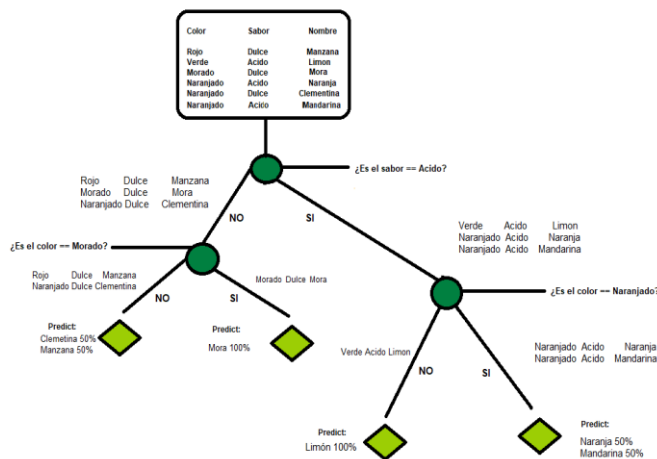 Color Sabor Nombre
Rojo Dulce Manzana
Verde Acido Limon
Morado Dulce Mora
Naranjado Acido Naranja
Naranjado Dulce Clementina
Naranjado Acido Mandarina
¿Es el sabor == Acido?
Rojo Dulce Manzana
Morado Dulce Mora
Naranjado Dulce Clementina
NO
SI
Verde Acido Limon
Naranjado Acido Naranja
Naranjado Acido Mandarina
¿Es el color == Morado?
Rojo Dulce Manzana
Naranjado Dulce Clementina
NO
SI
Morado Dulce Mora
¿Es el color == Naranjado?
Predict:
Clemetina 50%
Manzana 50%
Predict:
Mora 100%
Verde Acido Limon
NO
SI
Naranjado Acido Naranja
Naranjado Acido Mandarina
Predict:
Limón 100%
Predict:
Naranja 50%
Mandarina 50%